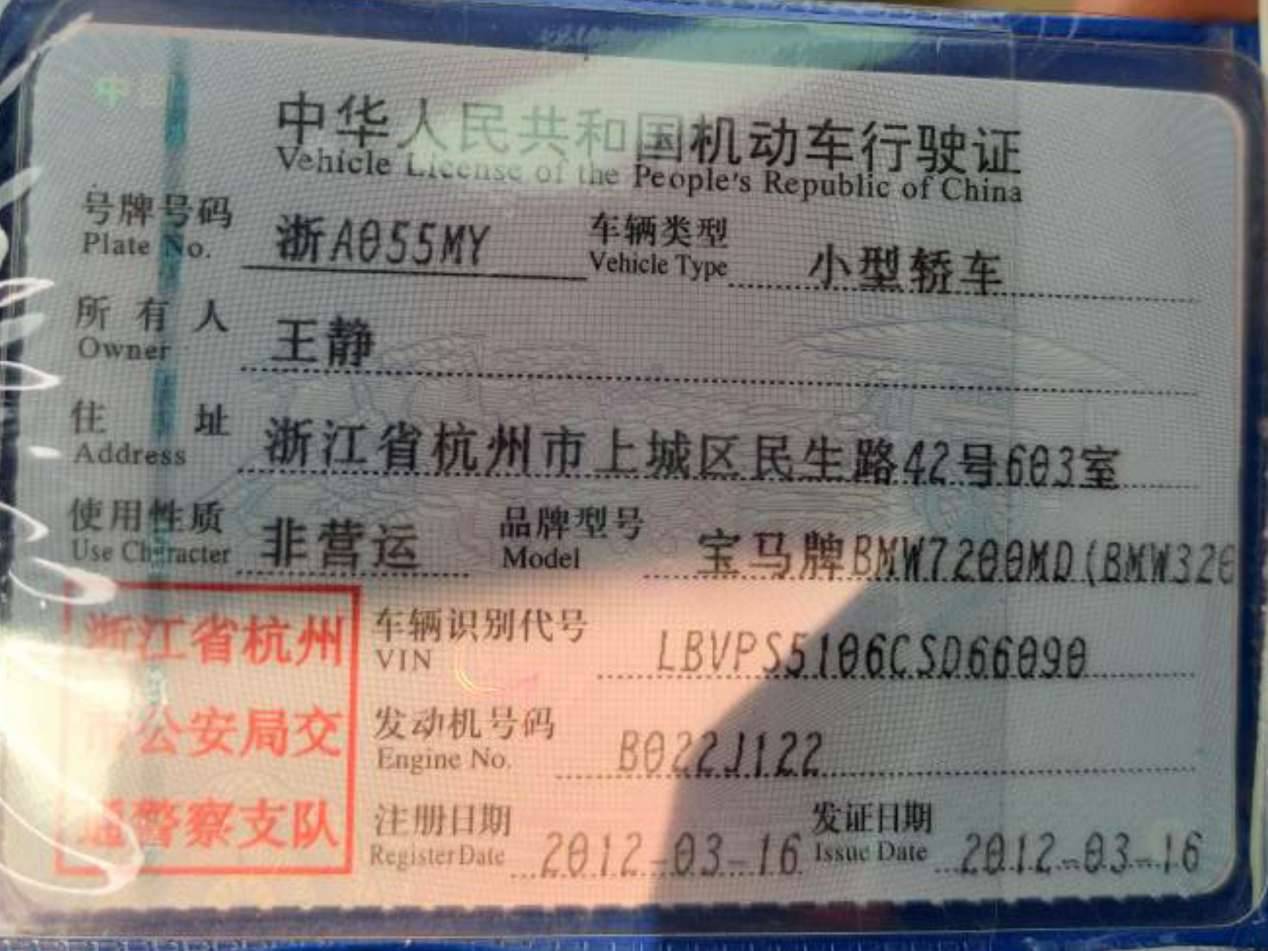 中华人民共和国机动车行驶证
Vehicle License of the People's Republic of China
号牌号码 浙A055MY 车辆类型 小型轿车
Plate No. Vehicle Type
所有人 王静
Owner
住址 浙江省杭州市上城区民生路42号603室
Address
使用性质 非营运 品牌型号 宝马牌BMW7200MD(BMW320
Use Character Model
浙江省杭州
市公安局交
通警察支队
车辆识别代号 LBVPS5106CSD66090
VIN
发动机号码 B022J122
Engine No.
注册日期 2012-03-16 发证日期 2012-03-16
Register Date Issue Date